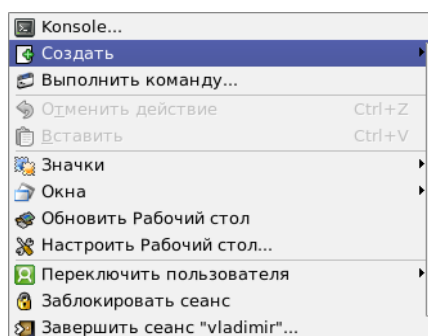 Konsole...
Создать
Выполнить команду...
Отменить действие Ctrl+Z
Вставить Ctrl+V
Значки
Окна
Обновить Рабочий стол
Настроить Рабочий стол...
Переключить пользователя
Заблокировать сеанс
Завершить сеанс "vladimir"...